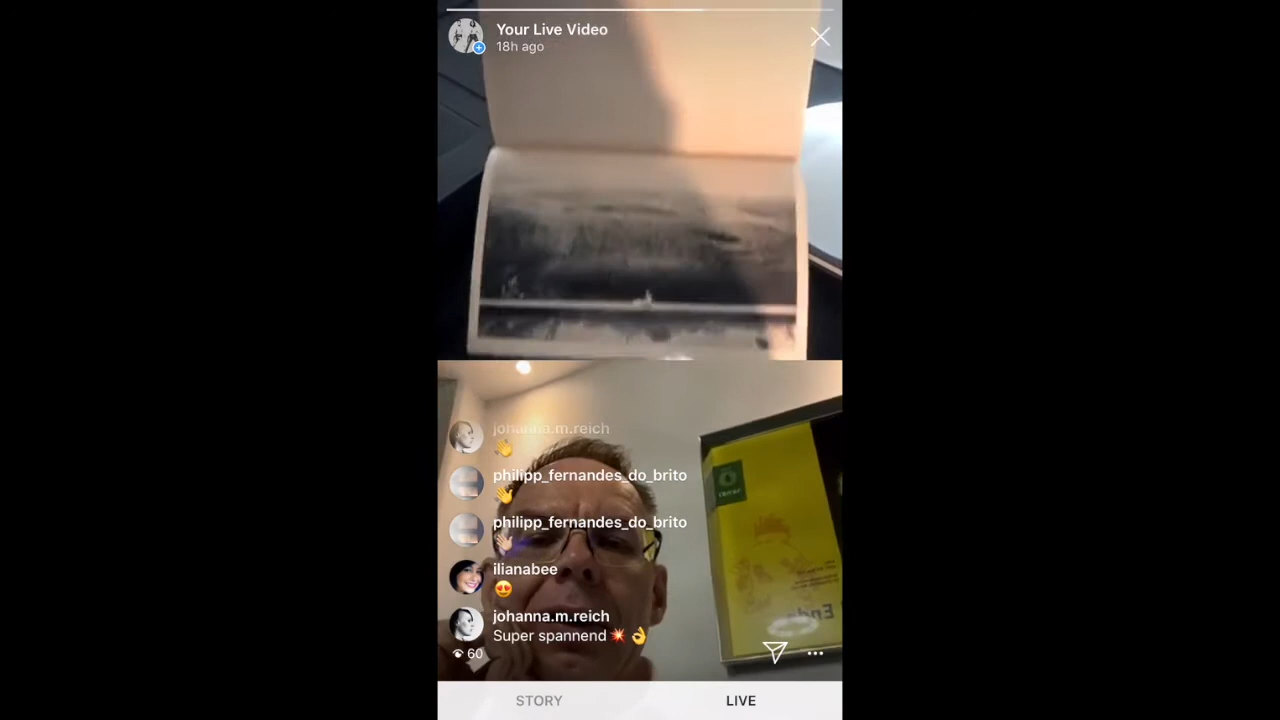 Your Live Video
18h ago
johanna.m.reich
👋
philipp_fernandes_do_brito
👋
philipp_fernandes_do_brito
👋🏼
ilianabee
😍
johanna.m.reich
Super spannend 💥 👌
60
STORY
LIVE